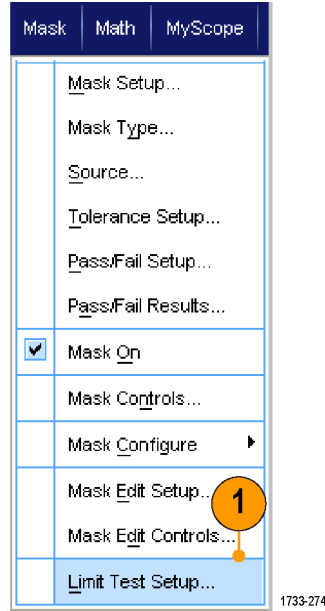 Mask Math MyScope
Mask Setup...
Mask Type...
Source...
Tolerance Setup...
Pass/Fail Setup...
Pass/Fail Results...
Mask On
Mask Controls...
Mask Configure
Mask Edit Setup..
1
Mask Edit Controls...
Limit Test Setup...
1733-274